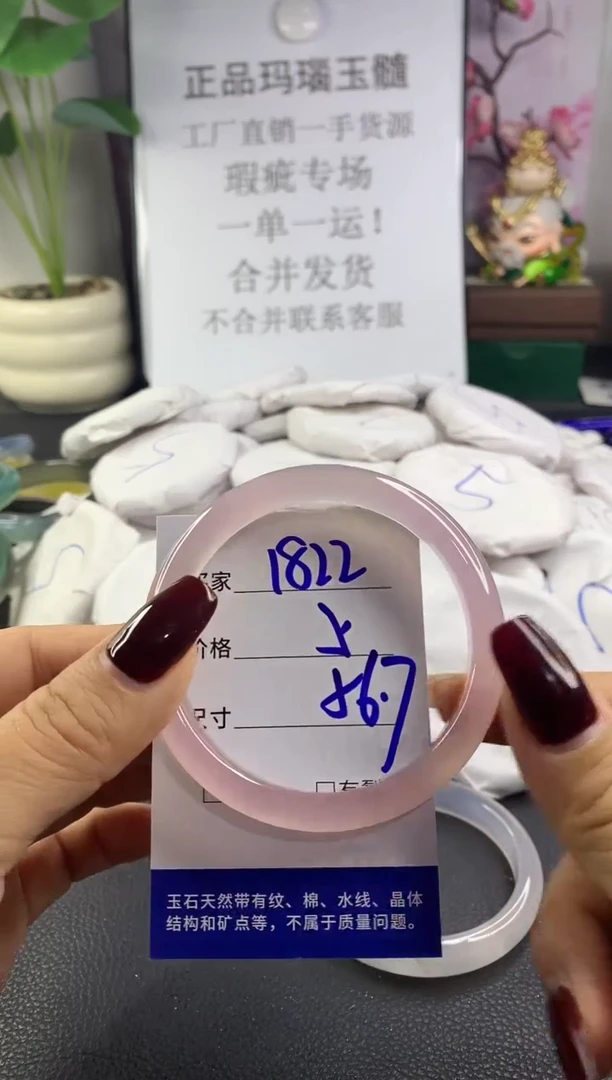 正品玛瑙玉髓
工厂直销一手货源
瑕疵专场
一单一运!
合并发货
不合并联系客服
家 1822
价格
尺寸 56.7
玉石天然带有纹、棉、水线、晶体
结构和矿点等，不属于质量问题。